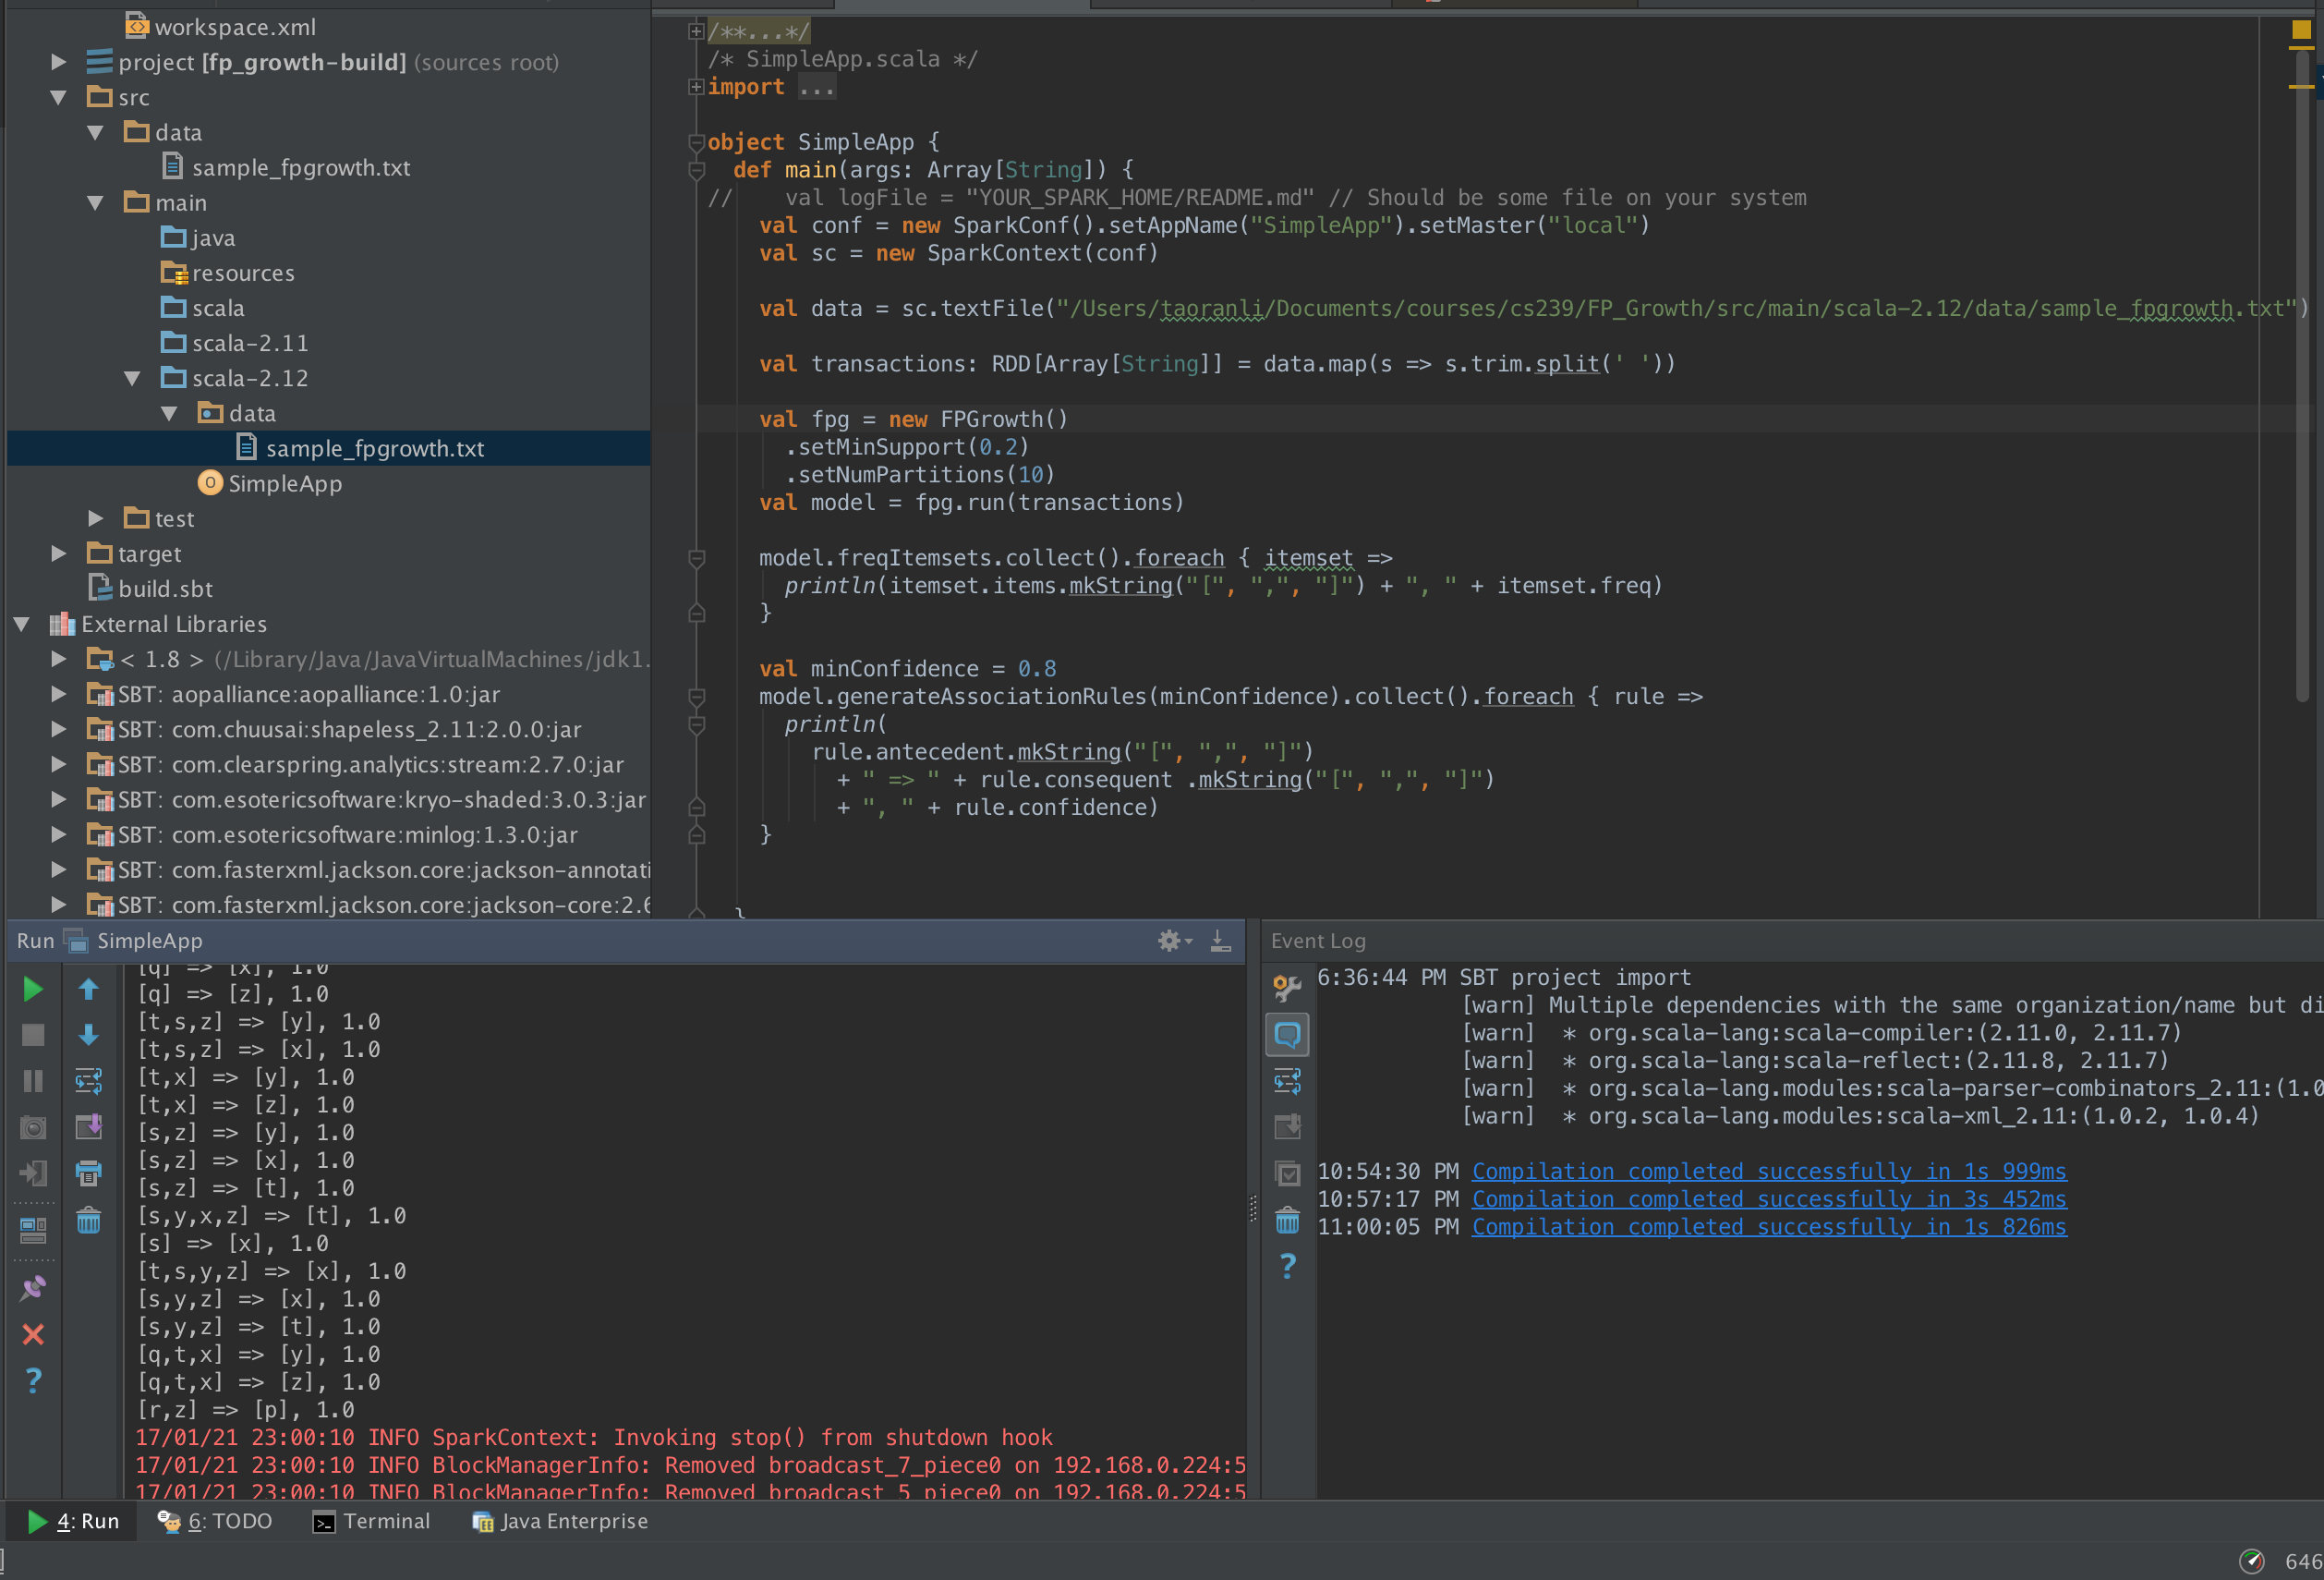 workspace.xml
project [fp_growth-build] (sources root)
src
data
sample_fpgrowth.txt
main
java
resources
scala
scala-2.11
scala-2.12
data
sample_fpgrowth.txt
SimpleApp
test
target
build.sbt
External Libraries
< 1.8 > (/Library/Java/JavaVirtualMachines/jdk1.
SBT: aopalliance:aopalliance:1.0:jar
SBT: com.chuusai:shapeless_2.11:2.0.0:jar
SBT: com.clearspring.analytics:stream:2.7.0:jar
SBT: com.esotericsoftware:kryo-shaded:3.0.3:jar
SBT: com.esotericsoftware:minlog:1.3.0:jar
SBT: com.fasterxml.jackson.core:jackson-annotati
SBT: com.fasterxml.jackson.core:jackson-core:2.6
/**...*/
/* SimpleApp.scala */
import ...
object SimpleApp {
def main(args: Array[String]) {
// val logFile = "YOUR_SPARK_HOME/README.md" // Should be some file on your system
val conf = new SparkConf().setAppName("SimpleApp").setMaster("local")
val sc = new SparkContext(conf)
val data = sc.textFile("/Users/taoranli/Documents/courses/cs239/FP_Growth/src/main/scala-2.12/data/sample_fpgrowth.txt")
val transactions: RDD[Array[String]] = data.map(s => s.trim.split(' '))
val fpg = new FPGrowth()
.setMinSupport(0.2)
.setNumPartitions(10)
val model = fpg.run(transactions)
model.freqItemsets.collect().foreach { itemset =>
println(itemset.items.mkString("[", ",", "]") + ", " + itemset.freq)
}
val minConfidence = 0.8
model.generateAssociationRules(minConfidence).collect().foreach { rule =>
println(
rule.antecedent.mkString("[", ",", "]")
+ " => " + rule.consequent .mkString("[", ",", "]")
+ ", " + rule.confidence)
}
}
Run SimpleApp
[q] => [x], 1.0
[q] => [z], 1.0
[t,s,z] => [y], 1.0
[t,s,z] => [x], 1.0
[t,x] => [y], 1.0
[t,x] => [z], 1.0
[s,z] => [y], 1.0
[s,z] => [x], 1.0
[s,z] => [t], 1.0
[s,y,x,z] => [t], 1.0
[s] => [x], 1.0
[t,s,y,z] => [x], 1.0
[s,y,z] => [x], 1.0
[s,y,z] => [t], 1.0
[q,t,x] => [y], 1.0
[q,t,x] => [z], 1.0
[r,z] => [p], 1.0
17/01/21 23:00:10 INFO SparkContext: Invoking stop() from shutdown hook
17/01/21 23:00:10 INFO BlockManagerInfo: Removed broadcast_7_piece0 on 192.168.0.224:5
17/01/21 23:00:10 INFO BlockManagerInfo: Removed broadcast_5_piece0 on 192.168.0.224:5
Event Log
6:36:44 PM SBT project import
[warn] Multiple dependencies with the same organization/name but di
[warn] * org.scala-lang:scala-compiler:(2.11.0, 2.11.7)
[warn] * org.scala-lang:scala-reflect:(2.11.8, 2.11.7)
[warn] * org.scala-lang.modules:scala-parser-combinators_2.11:(1.0
[warn] * org.scala-lang.modules:scala-xml_2.11:(1.0.2, 1.0.4)
10:54:30 PM Compilation completed successfully in 1s 999ms
10:57:17 PM Compilation completed successfully in 3s 452ms
11:00:05 PM Compilation completed successfully in 1s 826ms
4: Run 6: TODO Terminal Java Enterprise
646